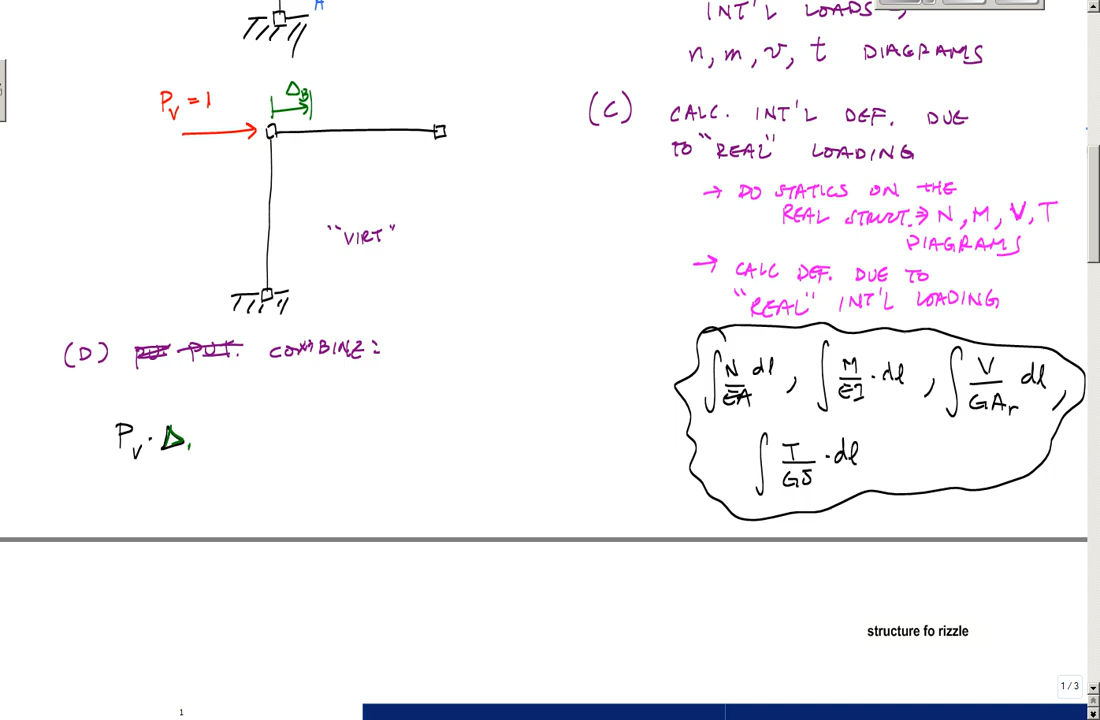 A
INT'L LOADS →
n, m, v, t DIAGRAMS
P_V = 1
Δ_B
"VIRT"
(C) CALC. INT'L DEF. DUE
TO "REAL" LOADING
→ DO STATICS ON THE
REAL STRUCT. ⇒ N, M, V, T
DIAGRAMS
→ CALC DEF. DUE TO
"REAL" INT'L LOADING
∫ N/EA dl , ∫ M/EI · dl , ∫ V/GA_r dl ,
∫ T/GJ · dl
(D) PUT. COMBINE:
P_V · Δ
structure fo rizzle
1 / 3
1